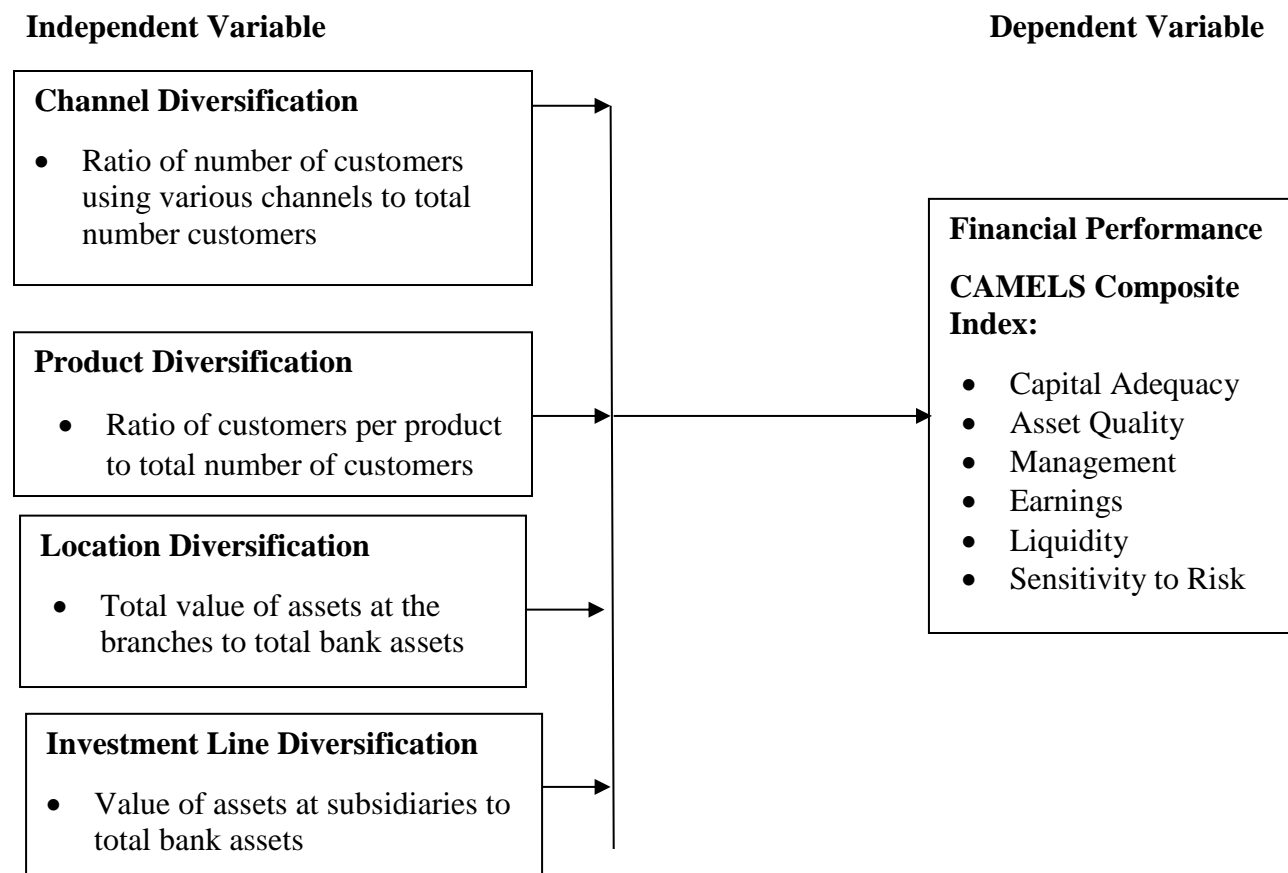 Independent Variable
Dependent Variable
Channel Diversification
• Ratio of number of customers
using various channels to total
number customers
Product Diversification
• Ratio of customers per product
to total number of customers
Location Diversification
• Total value of assets at the
branches to total bank assets
Investment Line Diversification
• Value of assets at subsidiaries to
total bank assets
Financial Performance
CAMELS Composite
Index:
• Capital Adequacy
• Asset Quality
• Management
• Earnings
• Liquidity
• Sensitivity to Risk